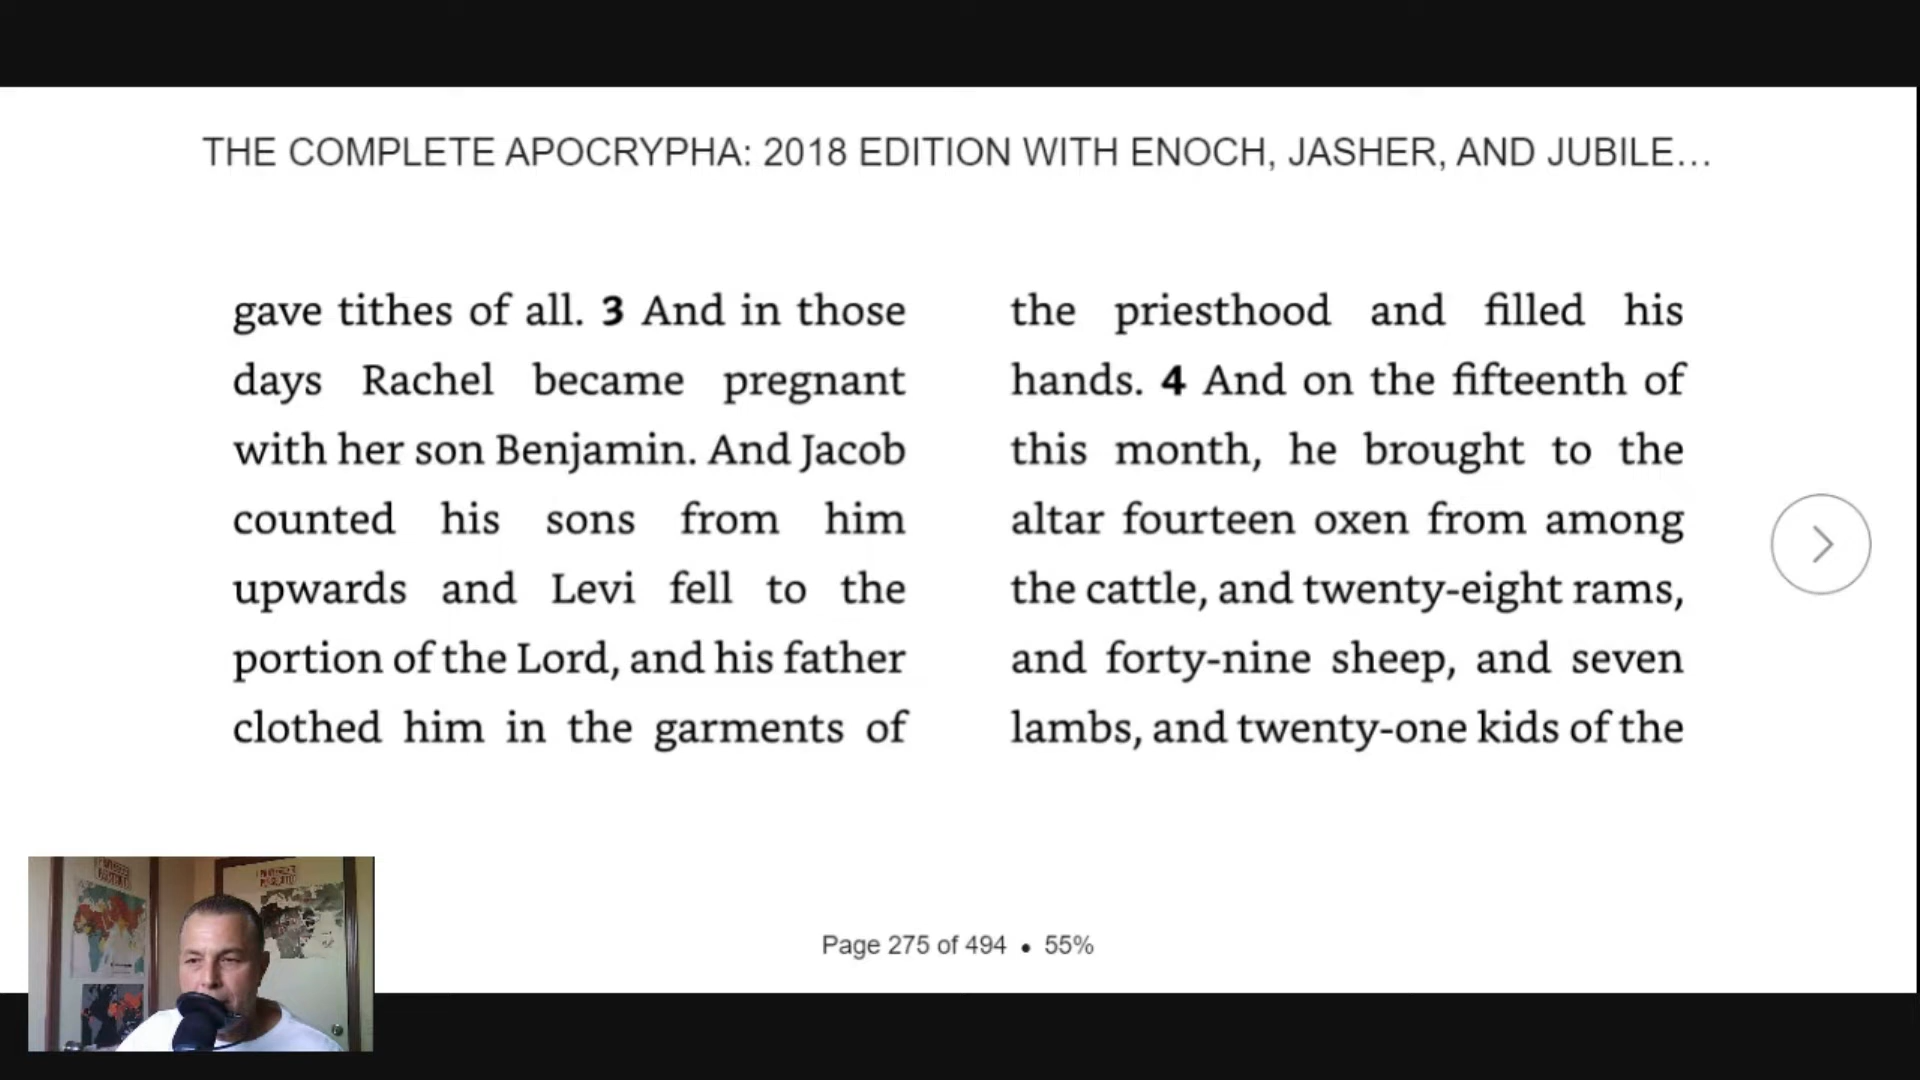 THE COMPLETE APOCRYPHA: 2018 EDITION WITH ENOCH, JASHER, AND JUBILE...
gave tithes of all. 3 And in those
days Rachel became pregnant
with her son Benjamin. And Jacob
counted his sons from him
upwards and Levi fell to the
portion of the Lord, and his father
clothed him in the garments of
the priesthood and filled his
hands. 4 And on the fifteenth of
this month, he brought to the
altar fourteen oxen from among
the cattle, and twenty-eight rams,
and forty-nine sheep, and seven
lambs, and twenty-one kids of the
Page 275 of 494 • 55%